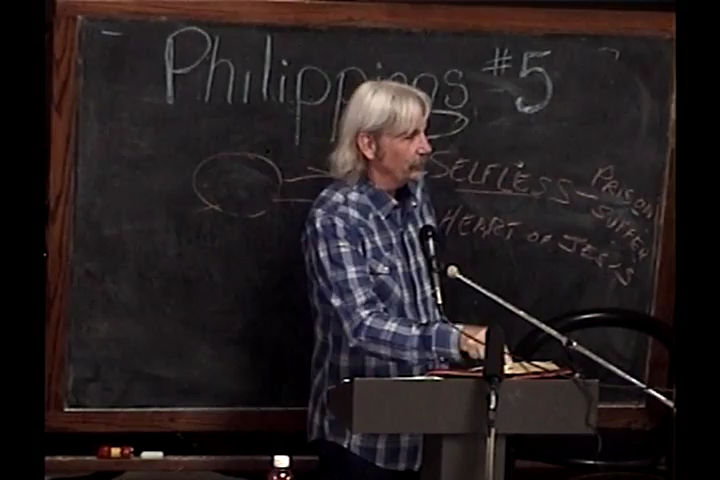 Philippians #5
SELFLESS - PRISON
SUFFER
HEART OF JESUS